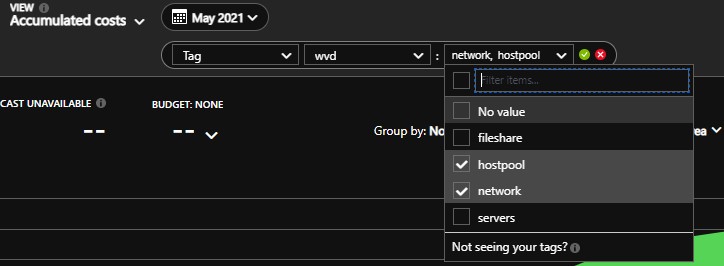 VIEW
Accumulated costs
May 2021
Tag
wvd
:
network, hostpool
Filter items...
CAST UNAVAILABLE
BUDGET: NONE
No value
--
--
Group by: No
ea
fileshare
hostpool
network
servers
Not seeing your tags?